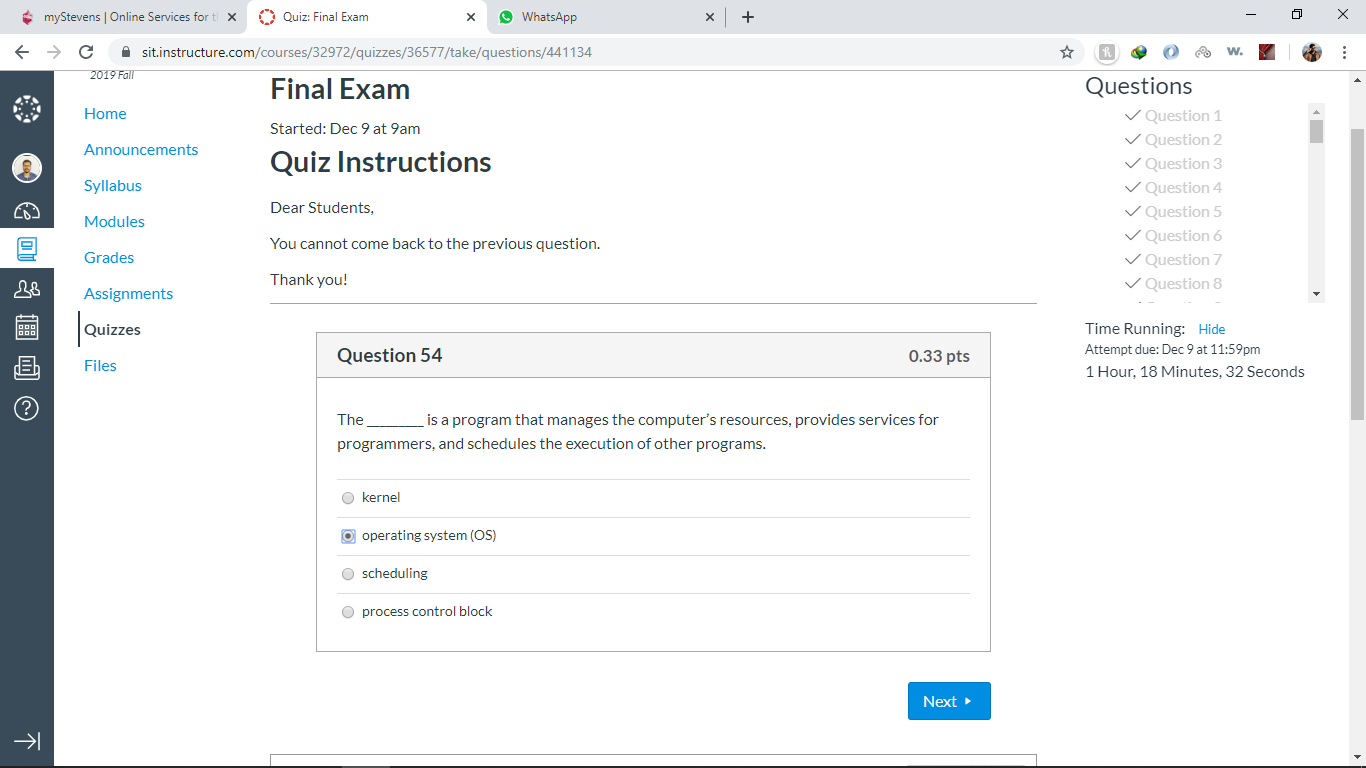 myStevens | Online Services for t
Quiz: Final Exam
WhatsApp
sit.instructure.com/courses/32972/quizzes/36577/take/questions/441134
2019 Fall
Home
Announcements
Syllabus
Modules
Grades
Assignments
Quizzes
Files
Final Exam
Started: Dec 9 at 9am
Quiz Instructions
Dear Students,
You cannot come back to the previous question.
Thank you!
Question 54
0.33 pts
The _________ is a program that manages the computer’s resources, provides services for
programmers, and schedules the execution of other programs.
kernel
operating system (OS)
scheduling
process control block
Next
Questions
Question 1
Question 2
Question 3
Question 4
Question 5
Question 6
Question 7
Question 8
Time Running: Hide
Attempt due: Dec 9 at 11:59pm
1 Hour, 18 Minutes, 32 Seconds